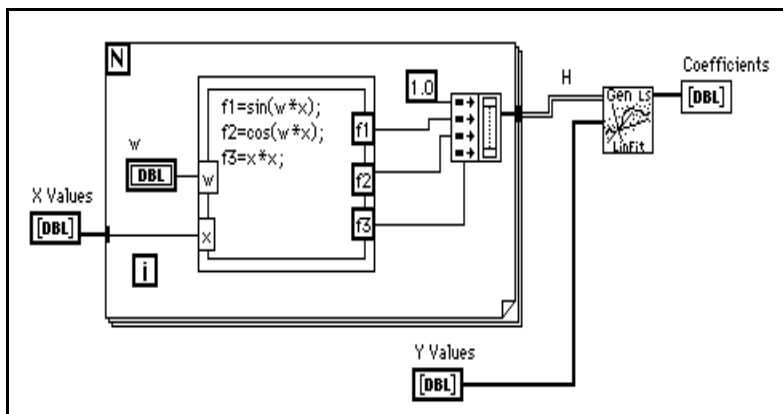 N
f1=sin(w*x);
f2=cos(w*x);
f3=x*x;
f1
f2
f3
w
DBL
w
X Values
[DBL]
x
i
1.0
H
Gen LS
LinFit
Coefficients
[DBL]
Y Values
[DBL]